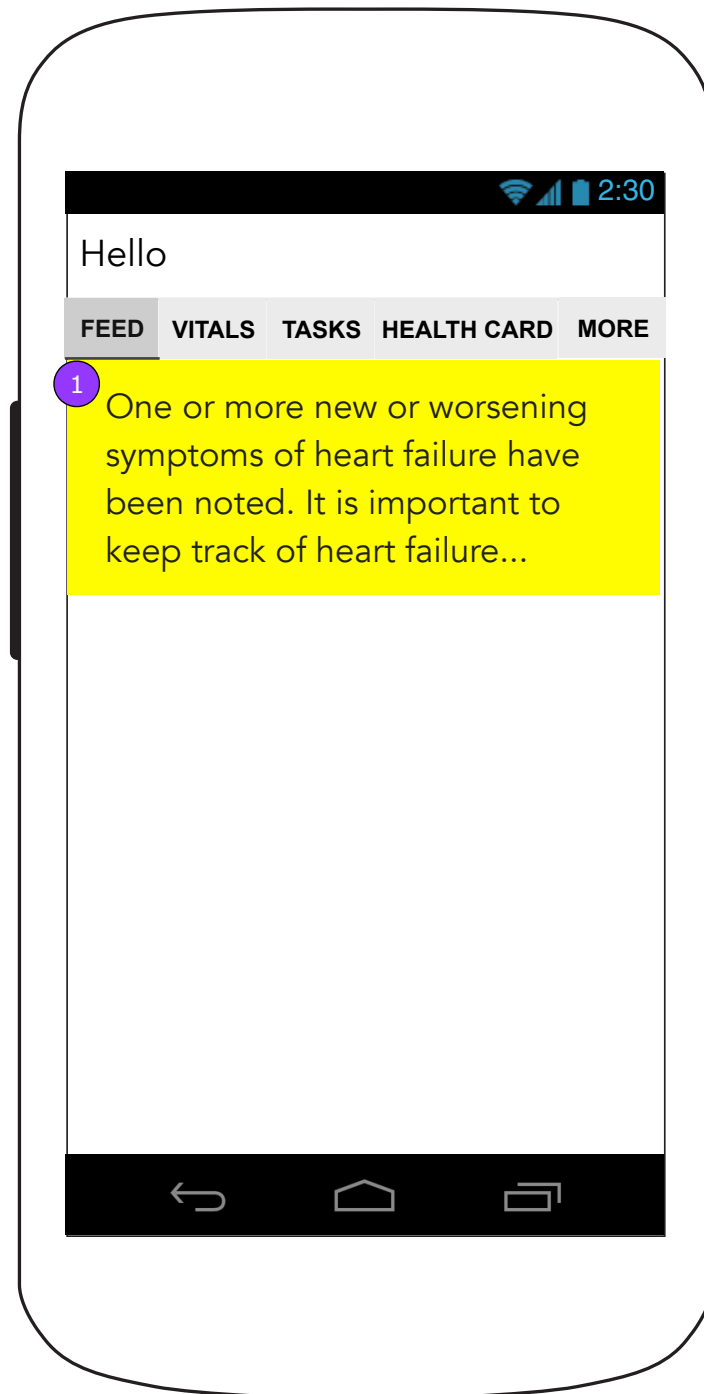 2:30
Hello
FEED VITALS TASKS HEALTH CARD MORE
1
One or more new or worsening
symptoms of heart failure have
been noted. It is important to
keep track of heart failure...